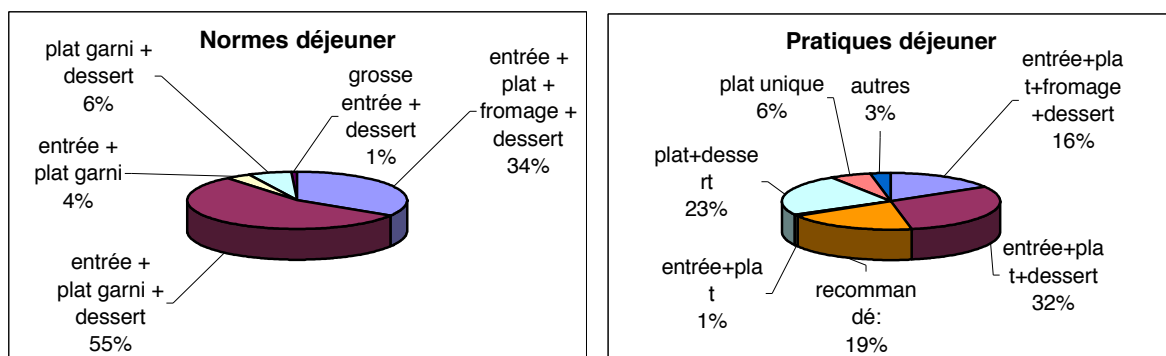 Normes déjeuner
plat garni +
dessert
6%
grosse
entrée +
dessert
1%
entrée +
plat +
fromage +
dessert
34%
entrée +
plat garni
4%
entrée +
plat garni +
dessert
55%
Pratiques déjeuner
plat unique
6%
autres
3%
entrée+pla
t+fromage
+dessert
16%
plat+desse
rt
23%
entrée+pla
t
1%
recomman
dé:
19%
entrée+pla
t+dessert
32%